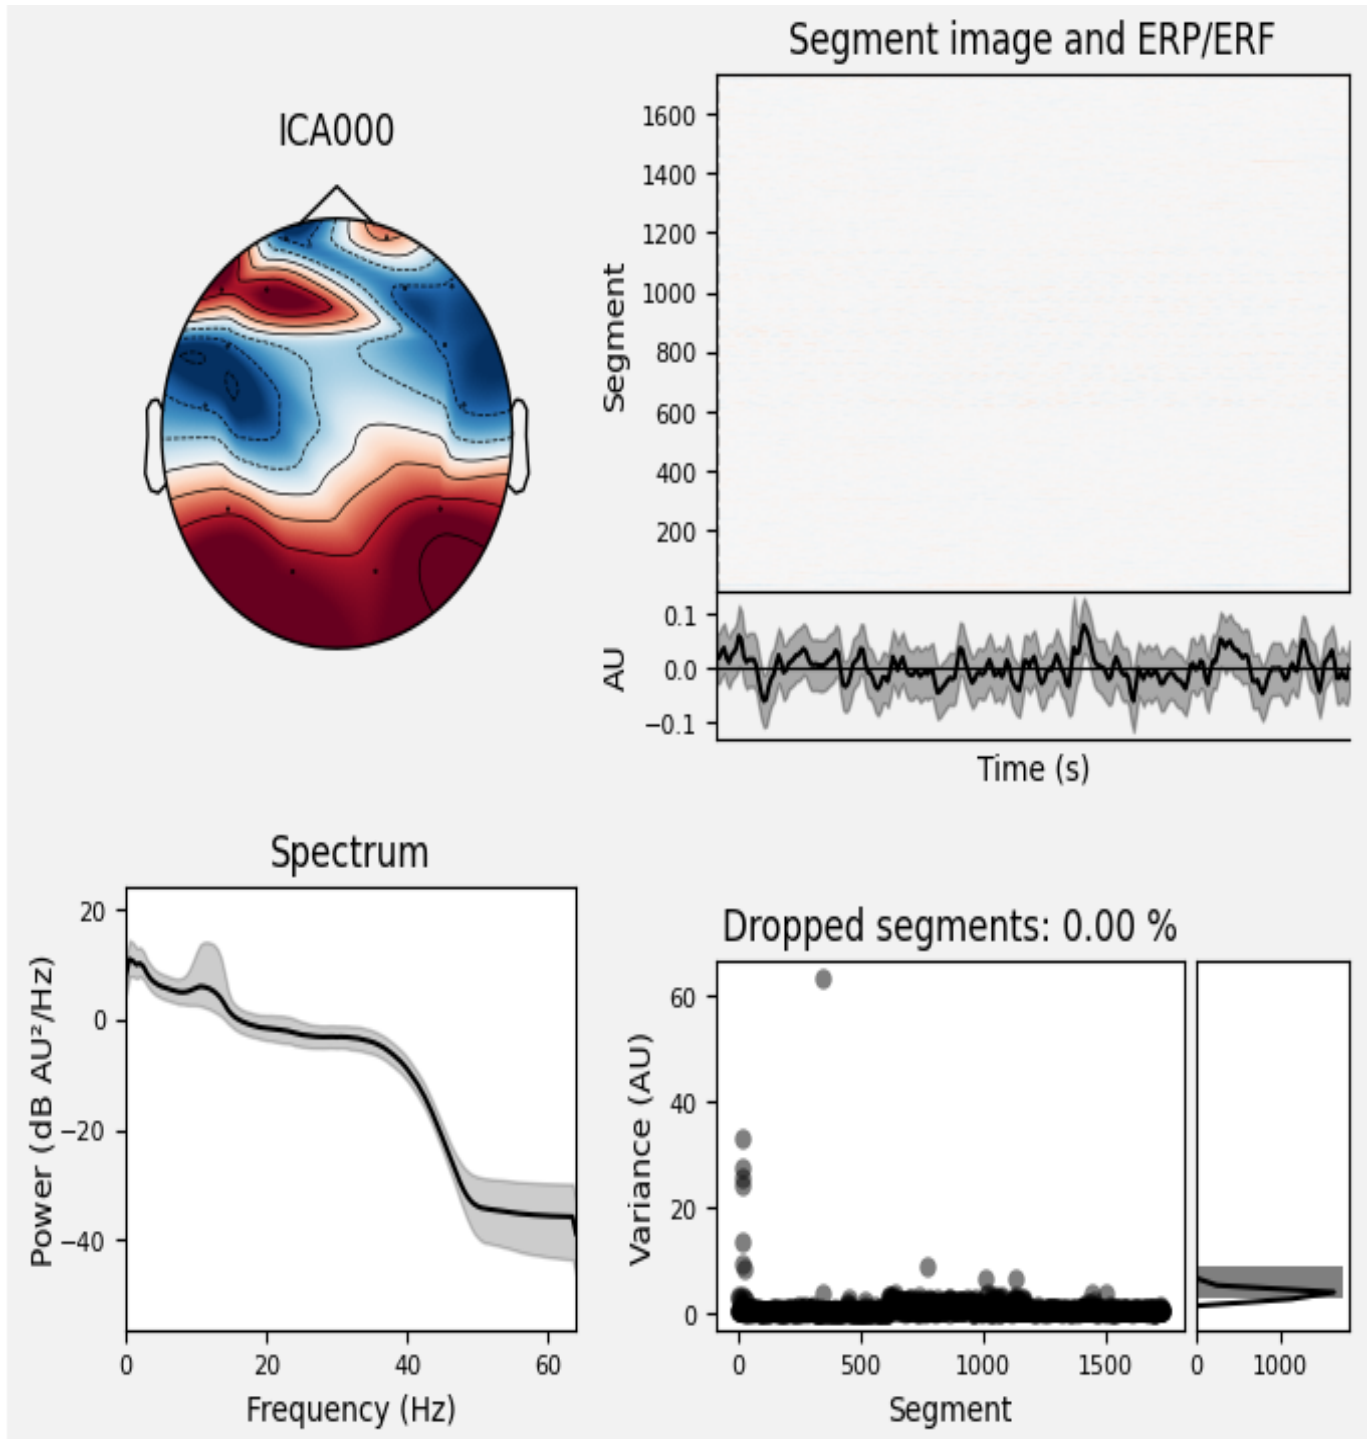 ICA000
Segment image and ERP/ERF
Segment
1600
1400
1200
1000
800
600
400
200
AU
0.1
0.0
−0.1
Time (s)
Spectrum
Power (dB AU²/Hz)
20
0
−20
−40
0 20 40 60
Frequency (Hz)
Dropped segments: 0.00 %
Variance (AU)
60
40
20
0
0 500 1000 1500
0 1000
Segment